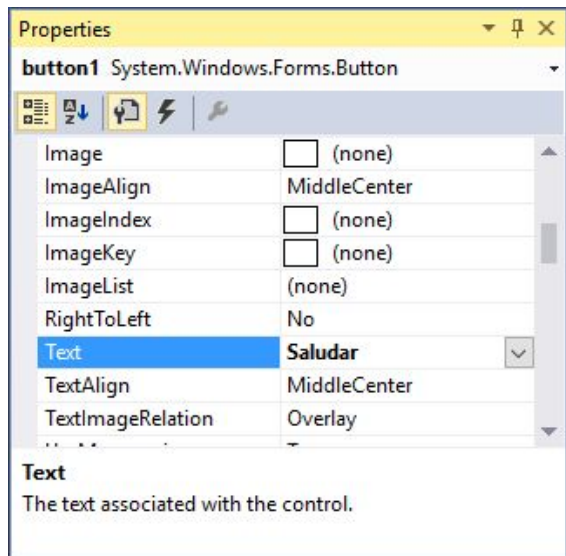 Properties
button1 System.Windows.Forms.Button
Image (none)
ImageAlign MiddleCenter
ImageIndex (none)
ImageKey (none)
ImageList (none)
RightToLeft No
Text Saludar
TextAlign MiddleCenter
TextImageRelation Overlay
Text
The text associated with the control.